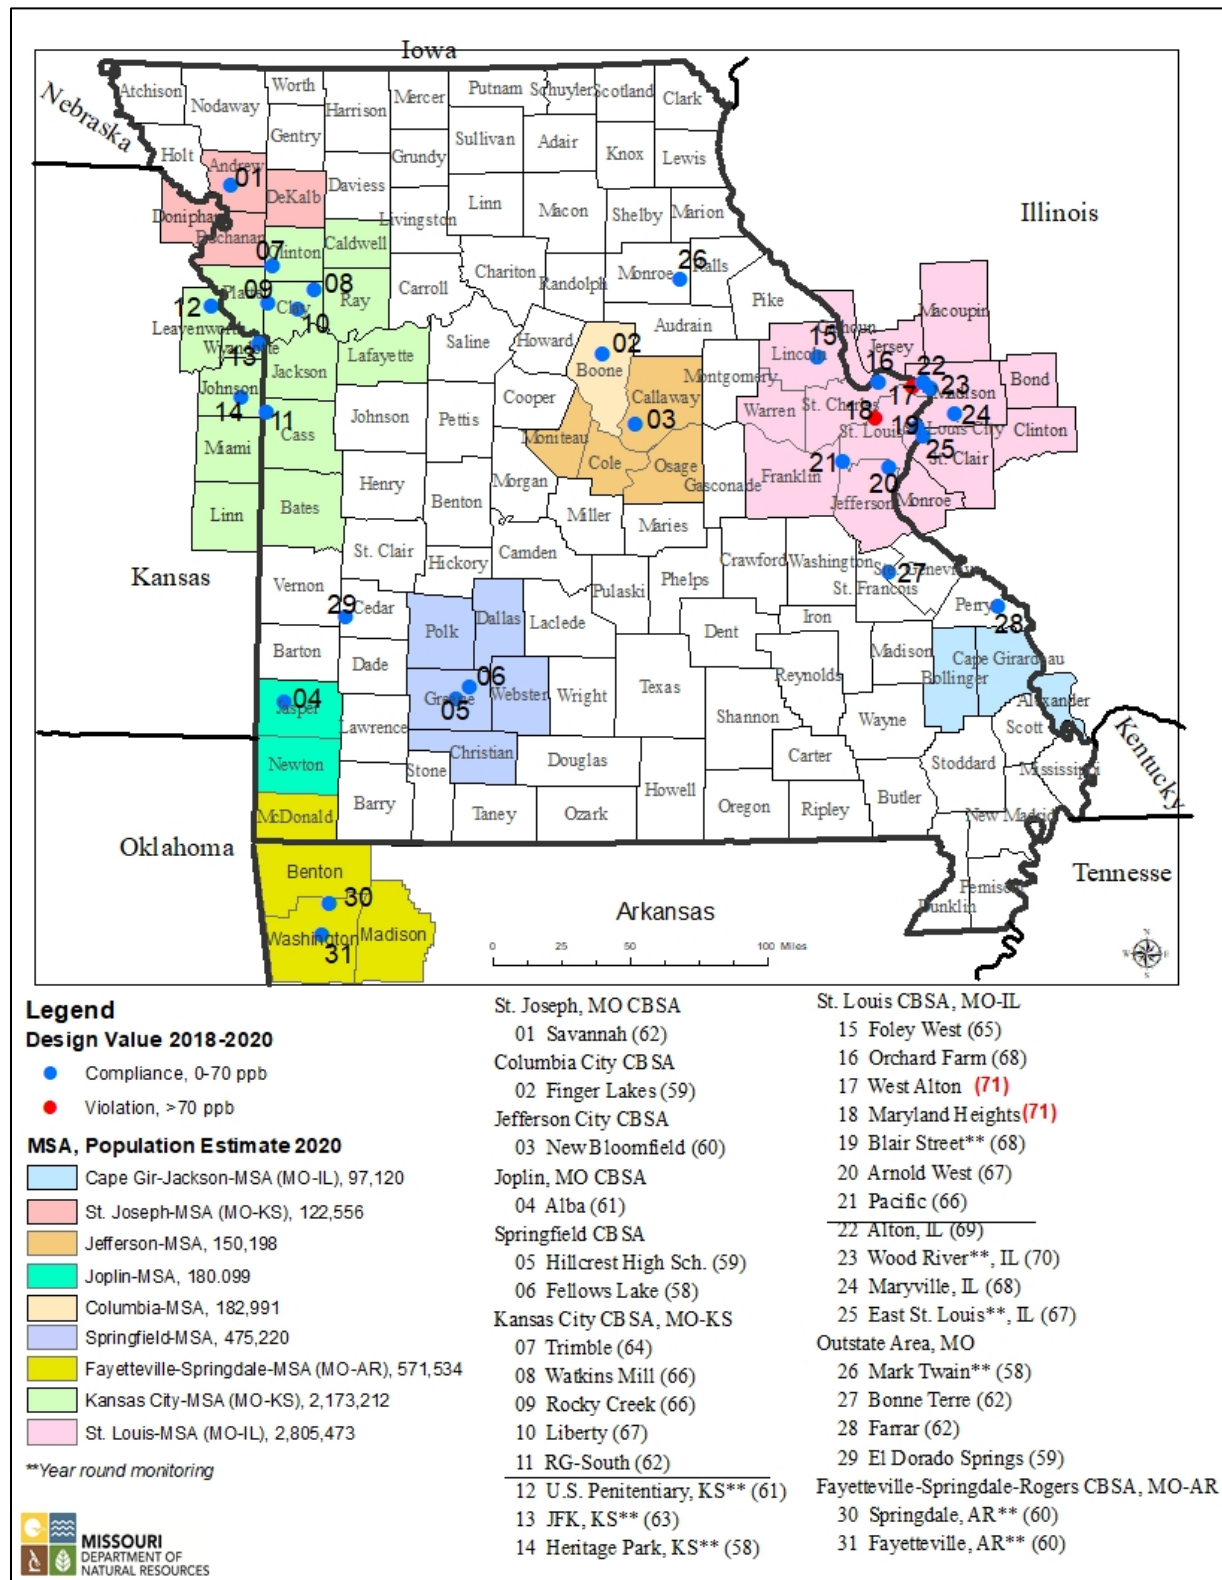 Iowa
Nebraska
Illinois
Kansas
Oklahoma
Arkansas
Tennesse
Kentucky
Atchison
Nodaway
Worth
Gentry
Harrison
Mercer
Putnam
Schuyler
Scotland
Clark
Sullivan
Adair
Knox
Lewis
Holt
Andrew
01
DeKalb
Daviess
Grundy
Livingston
Linn
Macon
Shelby
Marion
Doniphan
Buchanan
07
Clinton
Caldwell
Chariton
Randolph
Monroe
26
Ralls
Pike
12
09
Platte
08
Clay
10
Ray
Carroll
Audrain
Leavenworth
Wyandotte
13
Jackson
Lafayette
Saline
Howard
02
Boone
Callaway
Montgomery
Lincoln
15
Calhoun
Jersey
Macoupin
16
22
17
23
Madison
Bond
Johnson
14
11
Cass
Johnson
Pettis
Cooper
Moniteau
03
Cole
Osage
Gasconade
Warren
St. Charles
18
St. Louis
19
St. Louis City
24
25
Clinton
St. Clair
Miami
Linn
Bates
Henry
Benton
Morgan
Miller
Maries
Franklin
21
20
Jefferson
Monroe
Vernon
St. Clair
Hickory
Camden
Pulaski
Phelps
Crawford
Washington
Ste. Genevieve
27
St. Francois
Perry
28
29
Cedar
Polk
Dallas
Laclede
Dent
Iron
Madison
Cape Girardeau
Bollinger
Barton
Dade
Reynolds
Alexander
04
Jasper
Lawrence
06
Greene
05
Webster
Wright
Texas
Shannon
Wayne
Scott
Newton
Christian
Stone
Douglas
Carter
Stoddard
Mississippi
McDonald
Barry
Taney
Ozark
Howell
Oregon
Ripley
Butler
New Madrid
Benton
30
Washington
31
Madison
Pemiscot
Dunklin
0 25 50 100 Miles
N
W E
S
Legend
Design Value 2018-2020
Compliance, 0-70 ppb
Violation, >70 ppb
MSA, Population Estimate 2020
Cape Gir-Jackson-MSA (MO-IL), 97,120
St. Joseph-MSA (MO-KS), 122,556
Jefferson-MSA, 150,198
Joplin-MSA, 180.099
Columbia-MSA, 182,991
Springfield-MSA, 475,220
Fayetteville-Springdale-MSA (MO-AR), 571,534
Kansas City-MSA (MO-KS), 2,173,212
St. Louis-MSA (MO-IL), 2,805,473
**Year round monitoring
MISSOURI
DEPARTMENT OF
NATURAL RESOURCES
St. Joseph, MO CBSA
01 Savannah (62)
Columbia City CBSA
02 Finger Lakes (59)
Jefferson City CBSA
03 New Bloomfield (60)
Joplin, MO CBSA
04 Alba (61)
Springfield CBSA
05 Hillcrest High Sch. (59)
06 Fellows Lake (58)
Kansas City CBSA, MO-KS
07 Trimble (64)
08 Watkins Mill (66)
09 Rocky Creek (66)
10 Liberty (67)
11 RG-South (62)
12 U.S. Penitentiary, KS** (61)
13 JFK, KS** (63)
14 Heritage Park, KS** (58)
St. Louis CBSA, MO-IL
15 Foley West (65)
16 Orchard Farm (68)
17 West Alton (71)
18 Maryland Heights (71)
19 Blair Street** (68)
20 Arnold West (67)
21 Pacific (66)
22 Alton, IL (69)
23 Wood River**, IL (70)
24 Maryville, IL (68)
25 East St. Louis**, IL (67)
Outstate Area, MO
26 Mark Twain** (58)
27 Bonne Terre (62)
28 Farrar (62)
29 El Dorado Springs (59)
Fayetteville-Springdale-Rogers CBSA, MO-AR
30 Springdale, AR** (60)
31 Fayetteville, AR** (60)